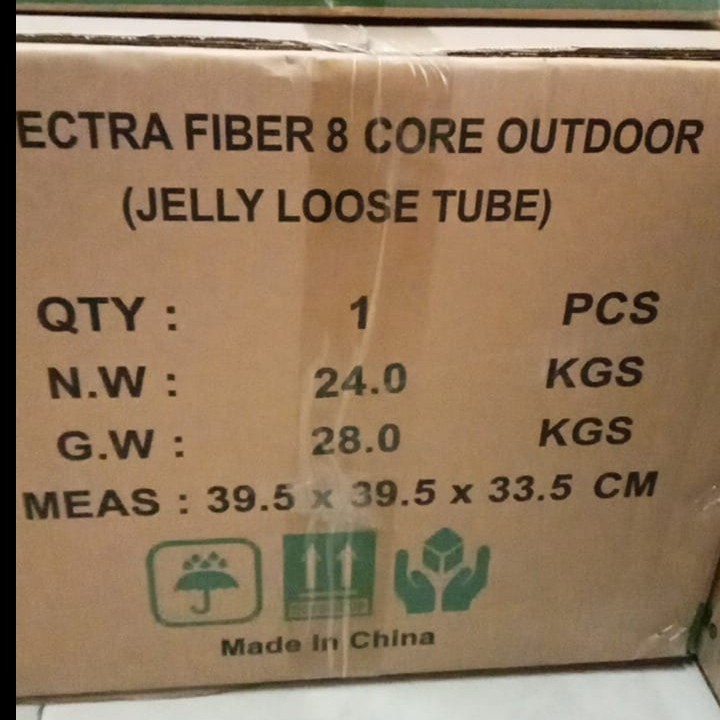 ECTRA FIBER 8 CORE OUTDOOR
(JELLY LOOSE TUBE)
QTY : 1 PCS
N.W : 24.0 KGS
G.W : 28.0 KGS
MEAS : 39.5 x 39.5 x 33.5 CM
Made In China